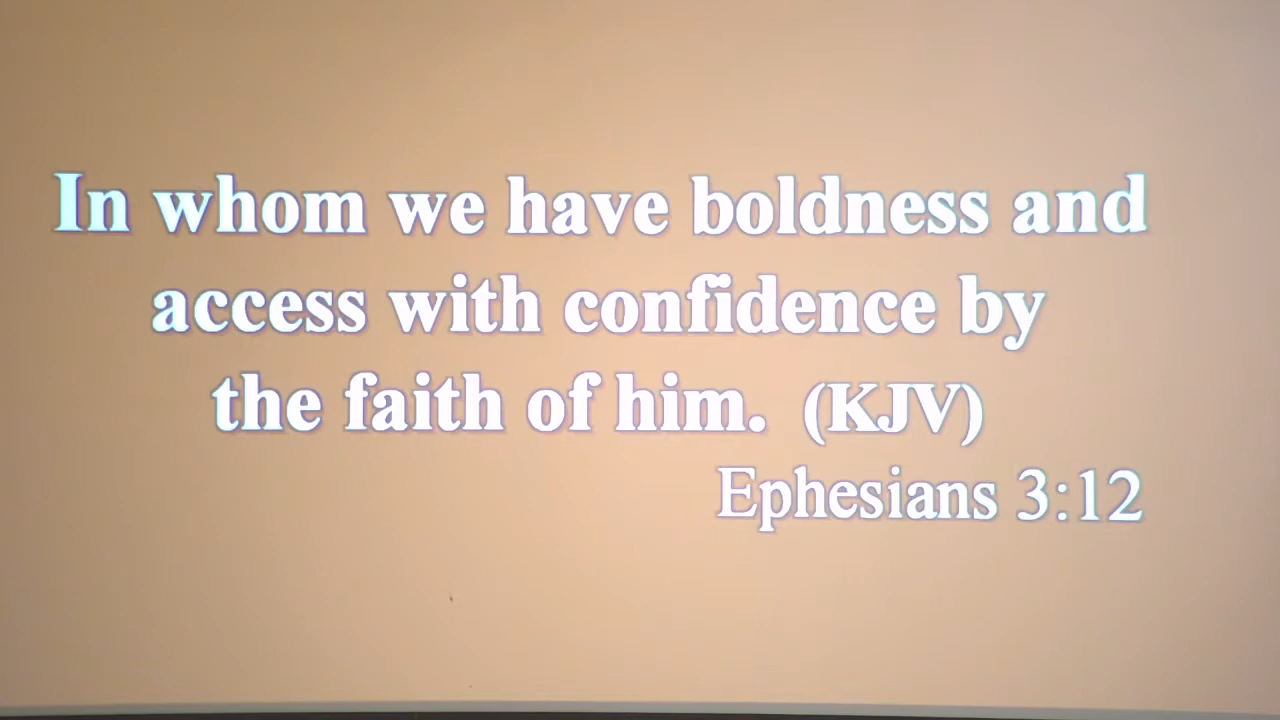 In whom we have boldness and
access with confidence by
the faith of him. (KJV)
Ephesians 3:12